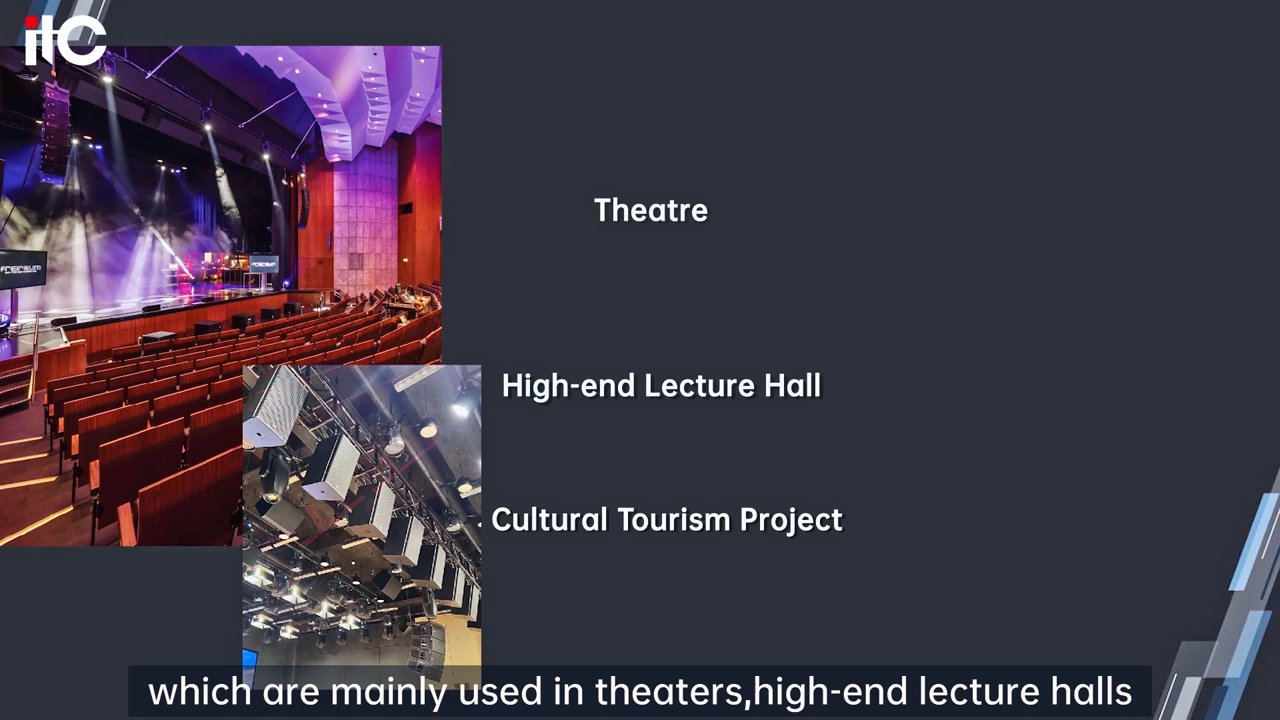 itC
Theatre
High-end Lecture Hall
Cultural Tourism Project
which are mainly used in theaters,high-end lecture halls